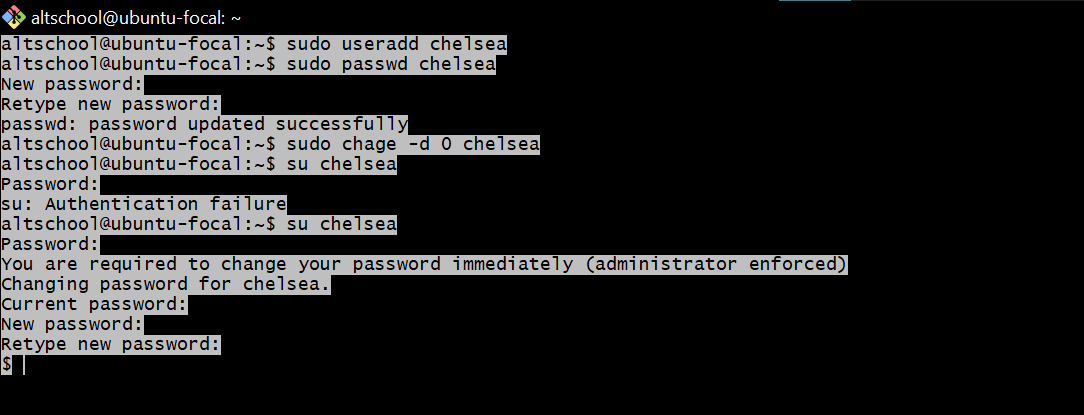 altschool@ubuntu-focal: ~
altschool@ubuntu-focal:~$ sudo useradd chelsea
altschool@ubuntu-focal:~$ sudo passwd chelsea
New password:
Retype new password:
passwd: password updated successfully
altschool@ubuntu-focal:~$ sudo chage -d 0 chelsea
altschool@ubuntu-focal:~$ su chelsea
Password:
su: Authentication failure
altschool@ubuntu-focal:~$ su chelsea
Password:
You are required to change your password immediately (administrator enforced)
Changing password for chelsea.
Current password:
New password:
Retype new password:
$